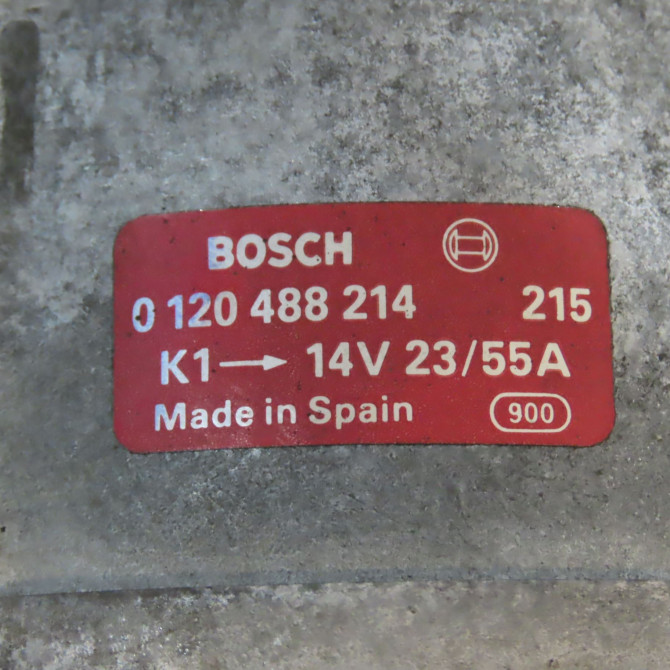 BOSCH
0 120 488 214 215
K1→ 14V 23/55A
Made in Spain 900